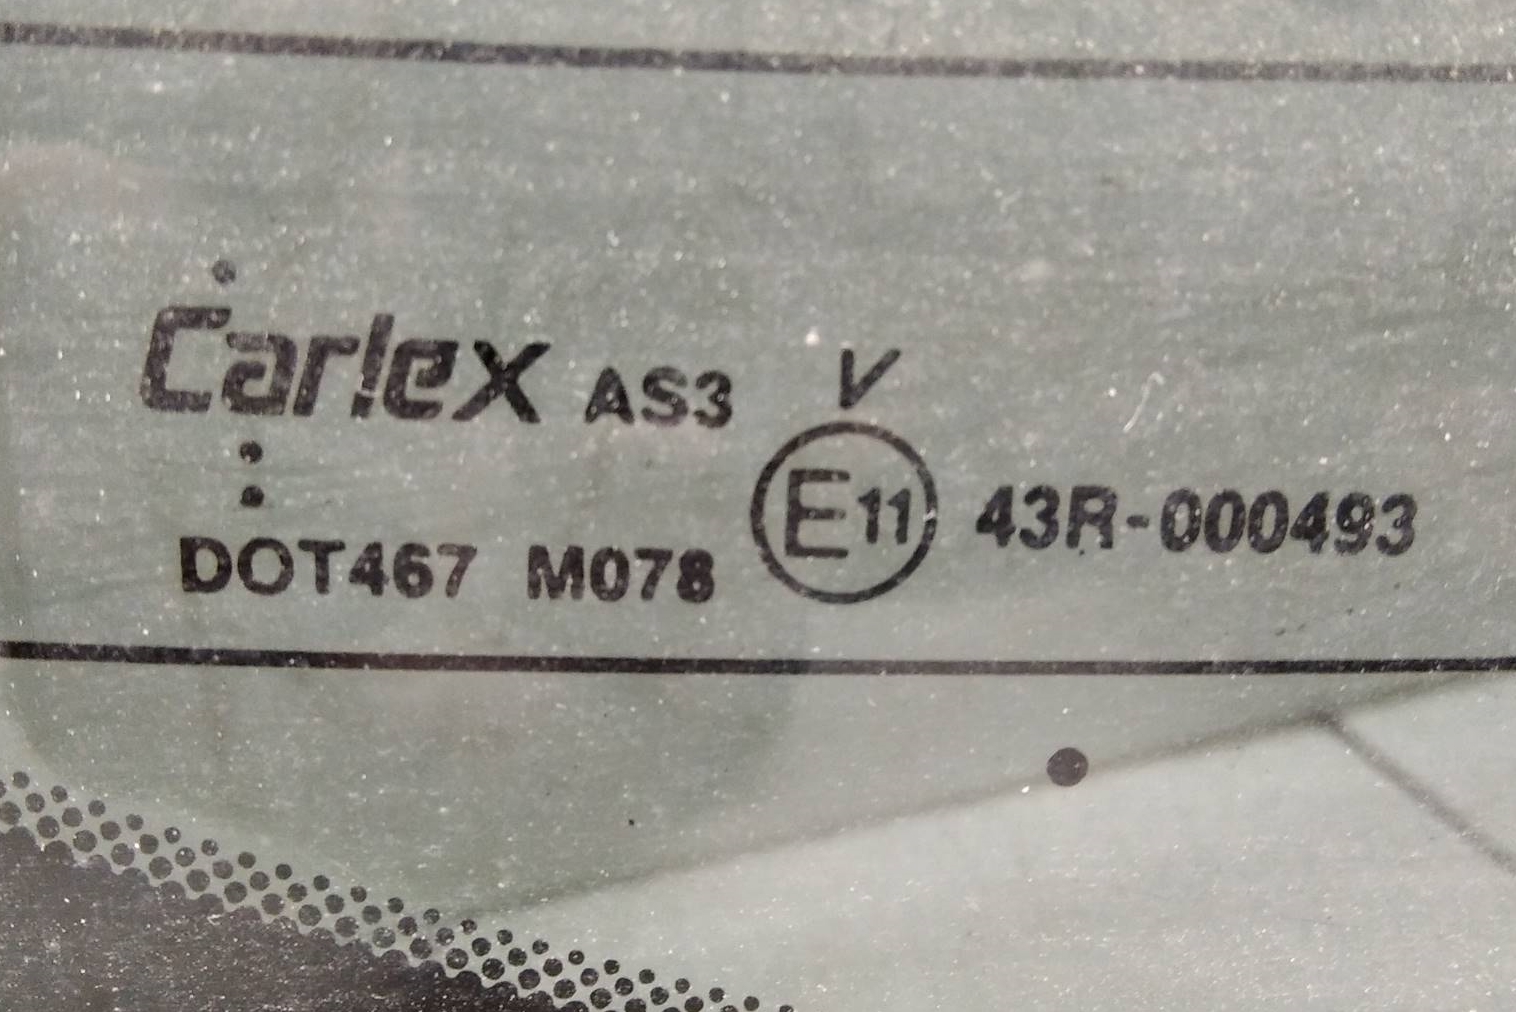 Carlex AS3 V
E11 43R-000493
DOT467 M078